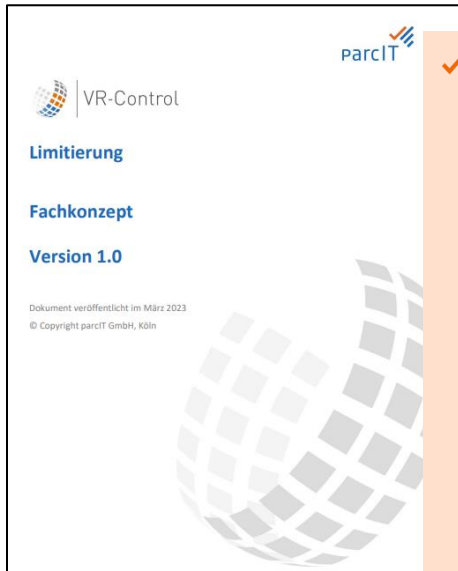 parcIT
VR-Control
Limitierung
Fachkonzept
Version 1.0
Dokument veröffentlicht im März 2023
© Copyright parcIT GmbH, Köln